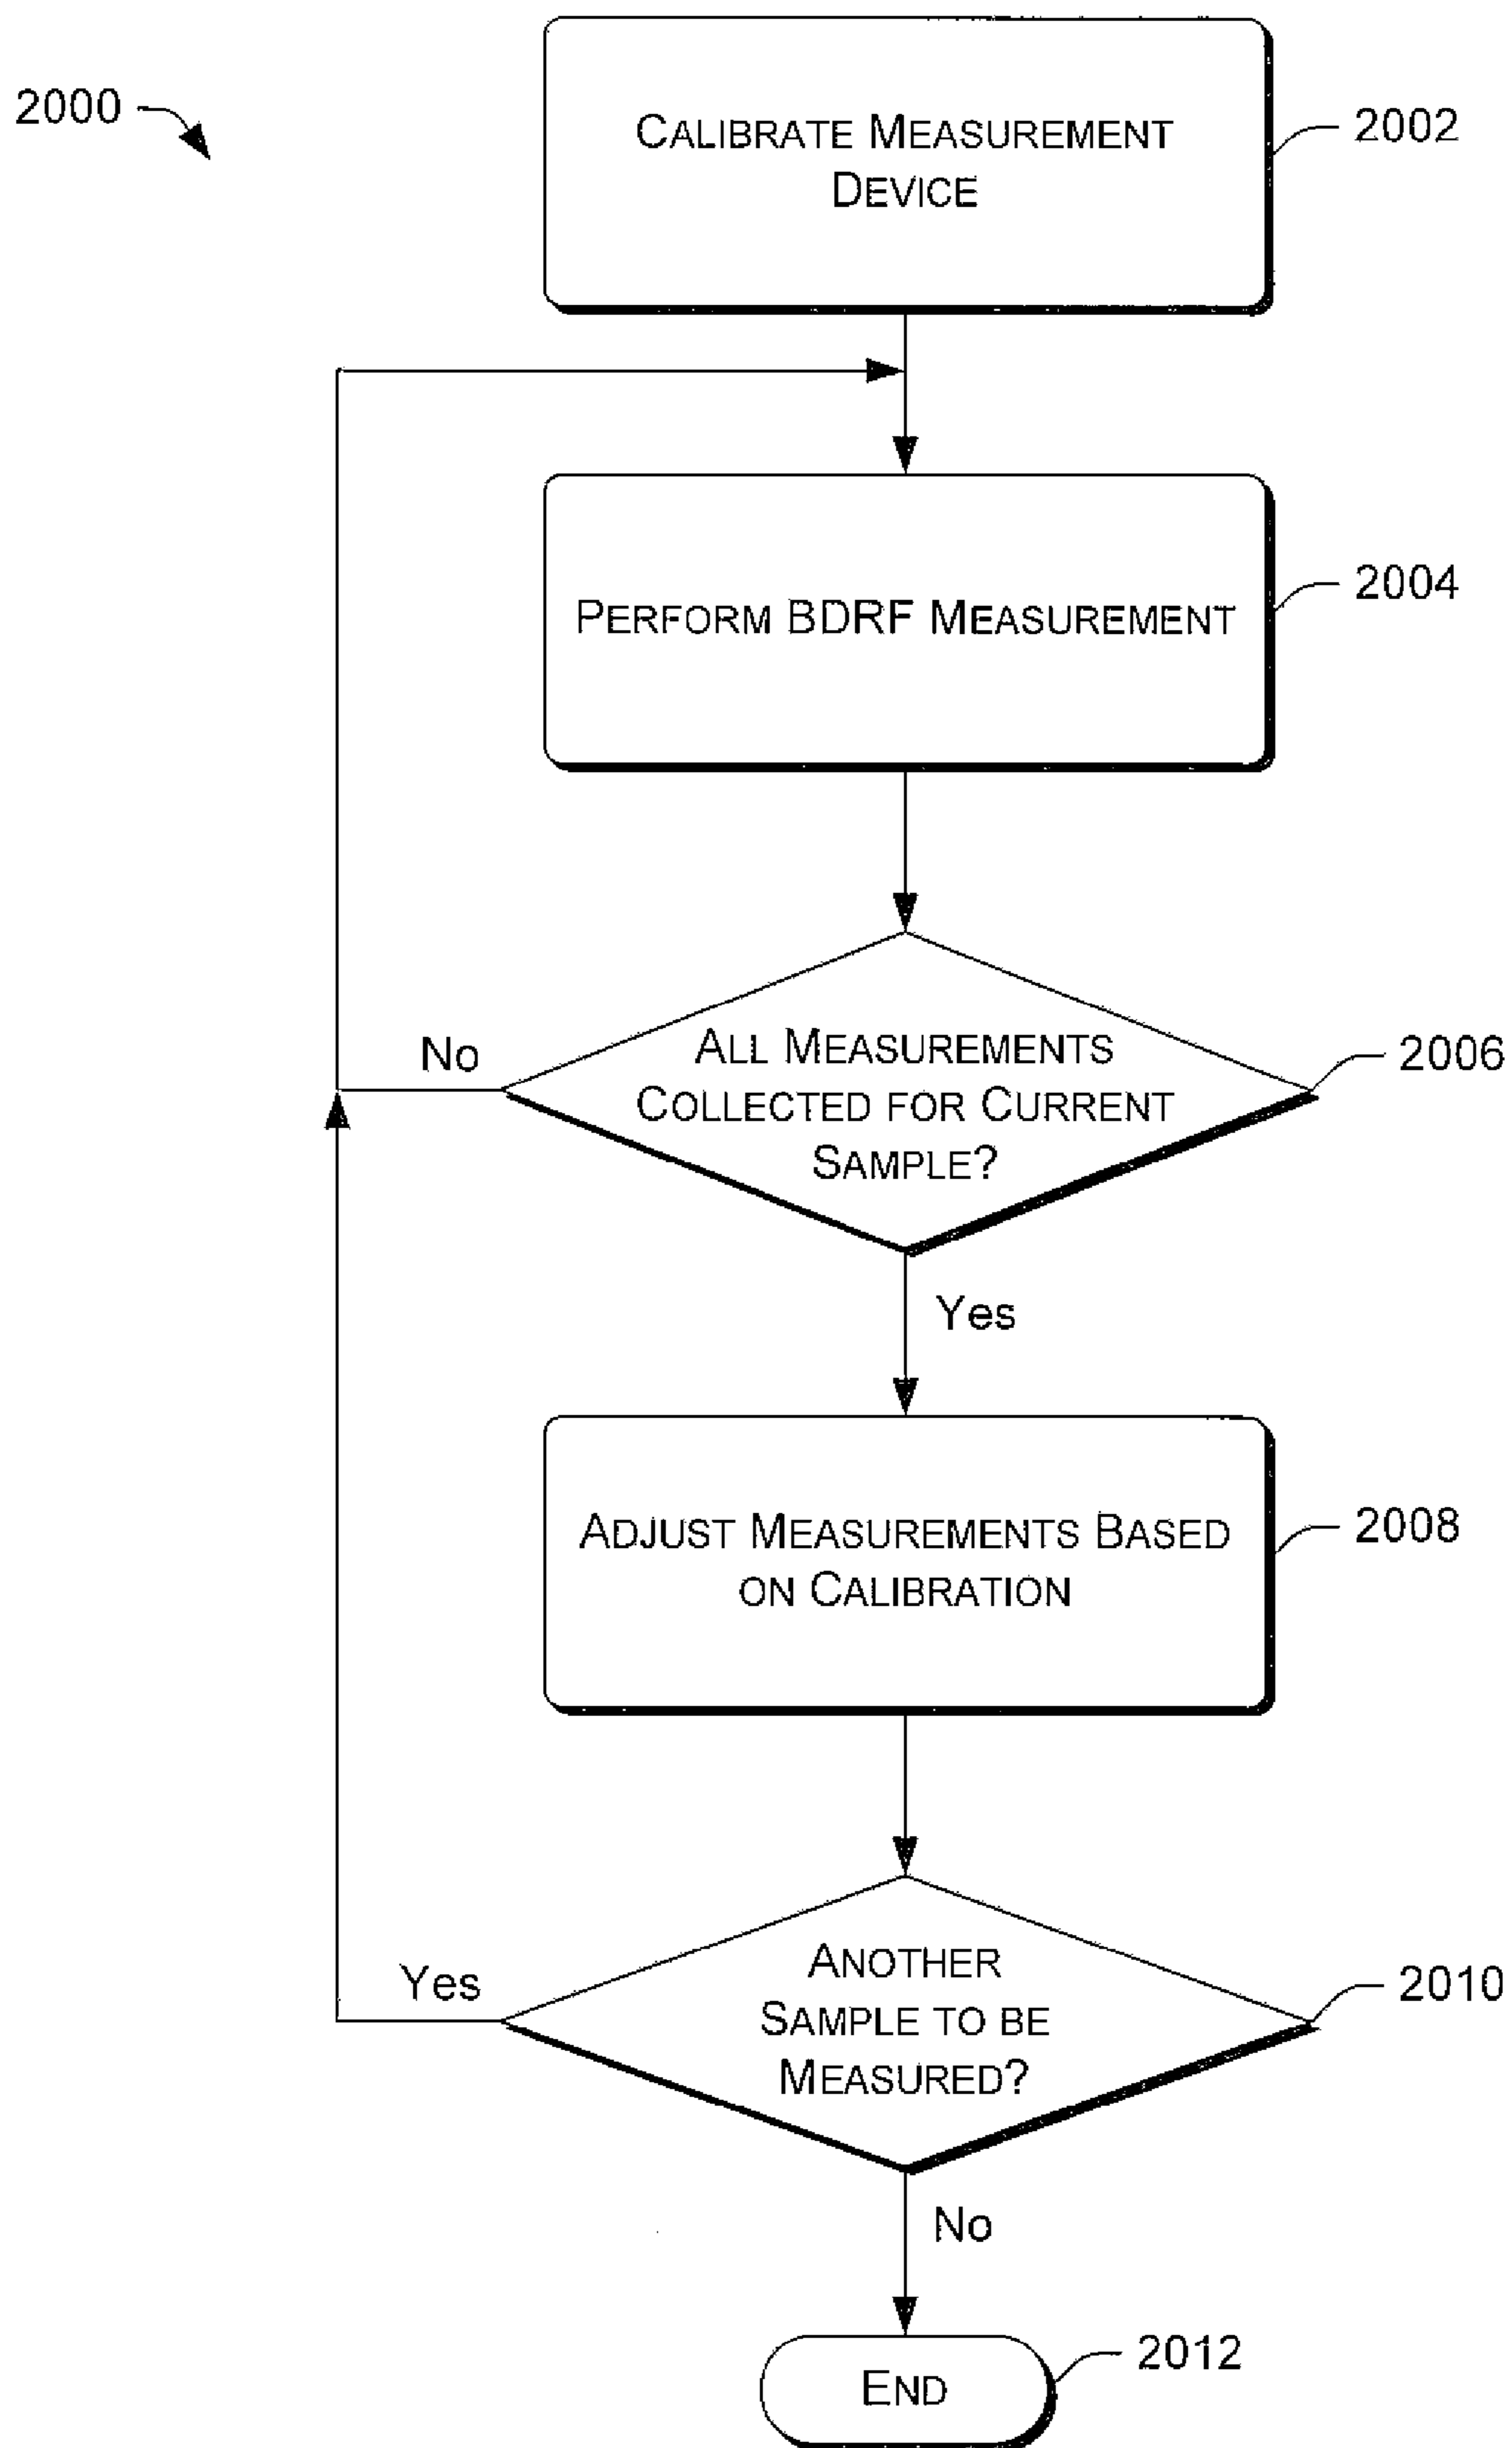 2000
CALIBRATE MEASUREMENT
DEVICE
2002
PERFORM BDRF MEASUREMENT
2004
No
ALL MEASUREMENTS
COLLECTED FOR CURRENT
SAMPLE?
2006
Yes
ADJUST MEASUREMENTS BASED
ON CALIBRATION
2008
Yes
ANOTHER
SAMPLE TO BE
MEASURED?
2010
No
END
2012